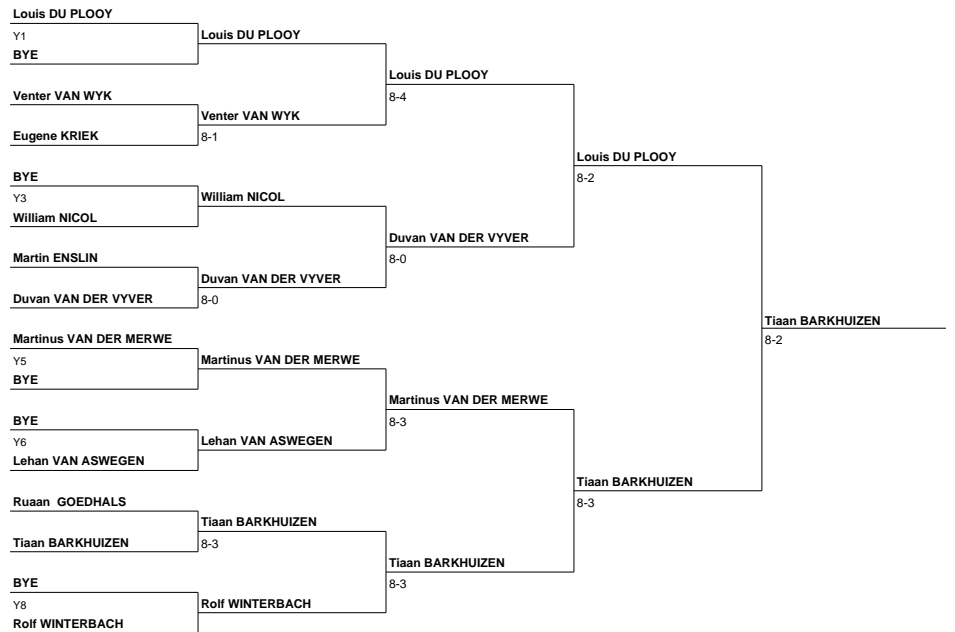 Louis DU PLOOY
Y1
BYE
Louis DU PLOOY
Venter VAN WYK
Eugene KRIEK
Venter VAN WYK
8-1
Louis DU PLOOY
8-4
BYE
Y3
William NICOL
William NICOL
Martin ENSLIN
Duvan VAN DER VYVER
Duvan VAN DER VYVER
8-0
Duvan VAN DER VYVER
8-0
Louis DU PLOOY
8-2
Martinus VAN DER MERWE
Y5
BYE
Martinus VAN DER MERWE
BYE
Y6
Lehan VAN ASWEGEN
Lehan VAN ASWEGEN
Martinus VAN DER MERWE
8-3
Ruaan GOEDHALS
Tiaan BARKHUIZEN
Tiaan BARKHUIZEN
8-3
BYE
Y8
Rolf WINTERBACH
Rolf WINTERBACH
Tiaan BARKHUIZEN
8-3
Tiaan BARKHUIZEN
8-3
Tiaan BARKHUIZEN
8-2